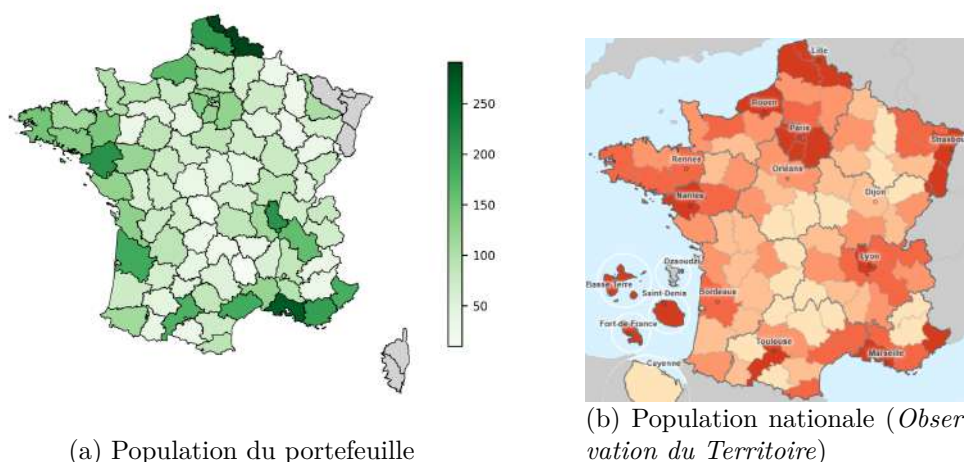 250
200
150
100
50
(a) Population du portefeuille
Lille
Rouen
Paris
Strasbou
Rennes
Orléans
Nantes
Dijon
Lyon
Dzaoudzi
Basse-Terre
Saint-Denis
Bordeaux
Fort-de-France
Toulouse
Marseille
Cayenne
(b) Population nationale (Obser
vation du Territoire)